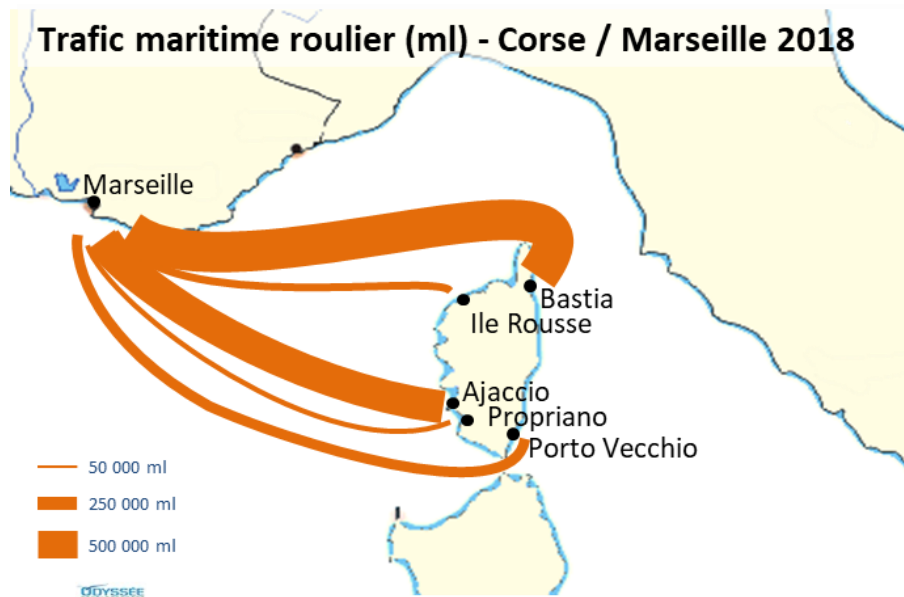 Trafic maritime roulier (ml) - Corse / Marseille 2018
Marseille
Bastia
Ile Rousse
Ajaccio
Propriano
Porto Vecchio
50 000 ml
250 000 ml
500 000 ml
ODYSSÉE